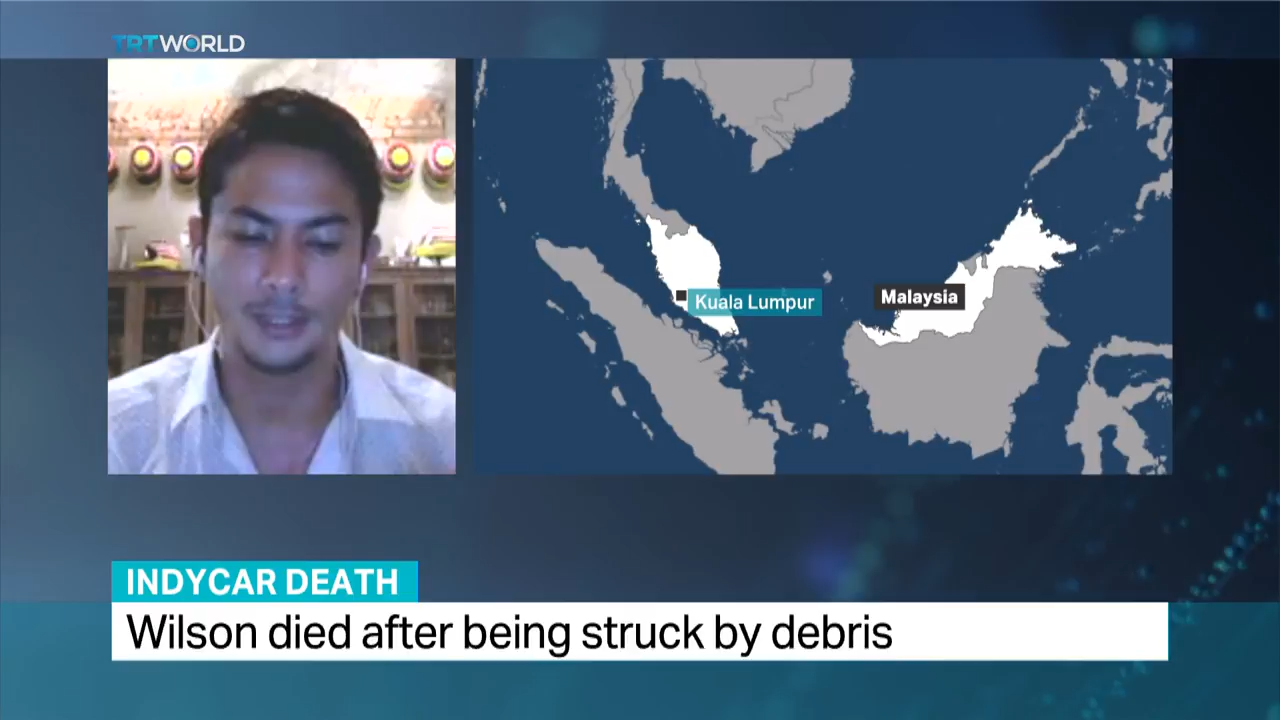 TRTWORLD
Kuala Lumpur
Malaysia
INDYCAR DEATH
Wilson died after being struck by debris